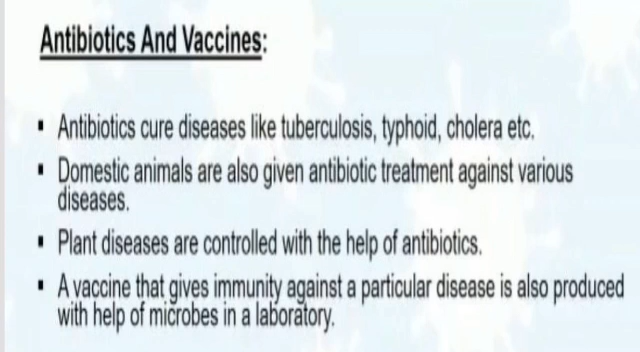 Antibiotics And Vaccines:
▪ Antibiotics cure diseases like tuberculosis, typhoid, cholera etc.
▪ Domestic animals are also given antibiotic treatment against various
diseases.
▪ Plant diseases are controlled with the help of antibiotics.
▪ A vaccine that gives immunity against a particular disease is also produced
with help of microbes in a laboratory.